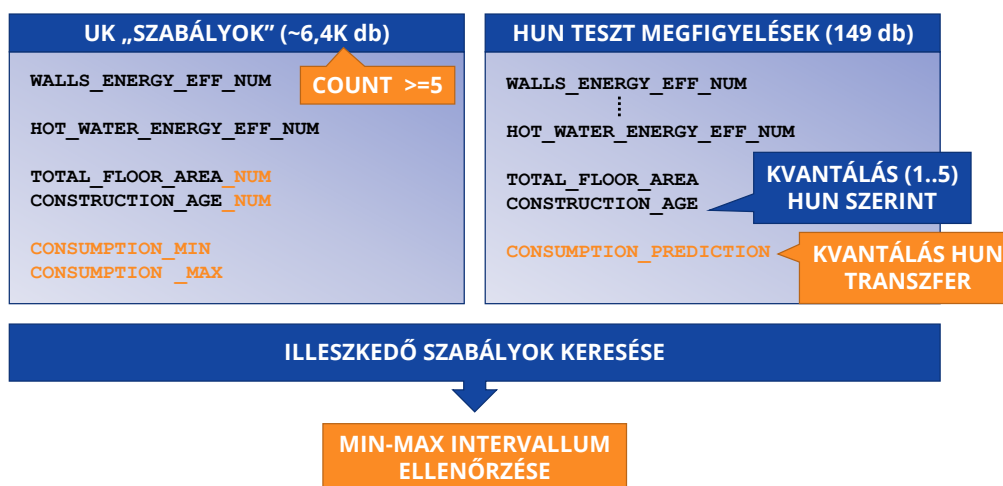 UK „SZABÁLYOK” (~6,4K db)
WALLS_ENERGY_EFF_NUM
COUNT >=5
HOT_WATER_ENERGY_EFF_NUM
TOTAL_FLOOR_AREA_NUM
CONSTRUCTION_AGE_NUM
CONSUMPTION_MIN
CONSUMPTION _MAX
HUN TESZT MEGFIGYELÉSEK (149 db)
WALLS_ENERGY_EFF_NUM
HOT_WATER_ENERGY_EFF_NUM
TOTAL_FLOOR_AREA
CONSTRUCTION_AGE
KVANTÁLÁS (1..5)
HUN SZERINT
CONSUMPTION_PREDICTION
KVANTÁLÁS HUN
TRANSZFER
ILLESZKEDŐ SZABÁLYOK KERESÉSE
MIN-MAX INTERVALLUM
ELLENŐRZÉSE